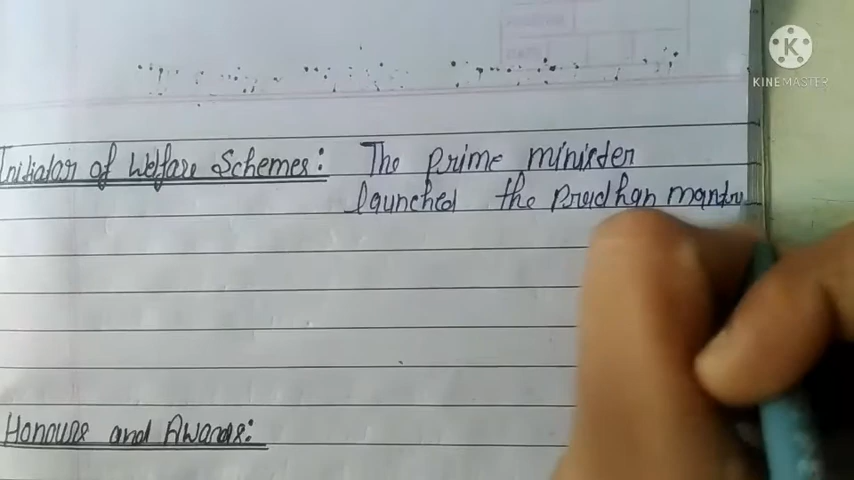 K
KINEMASTER
Initiator of Welfare Schemes: The prime minister
launched the Pradhan mantri
Honours and Awards: